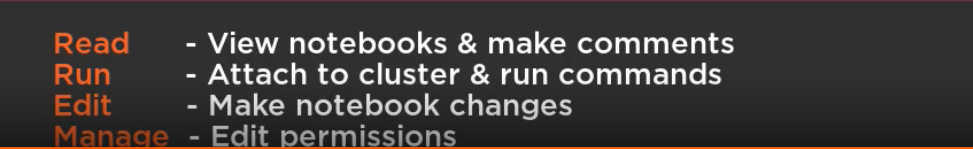 Read - View notebooks & make comments
Run - Attach to cluster & run commands
Edit - Make notebook changes
Manage - Edit permissions